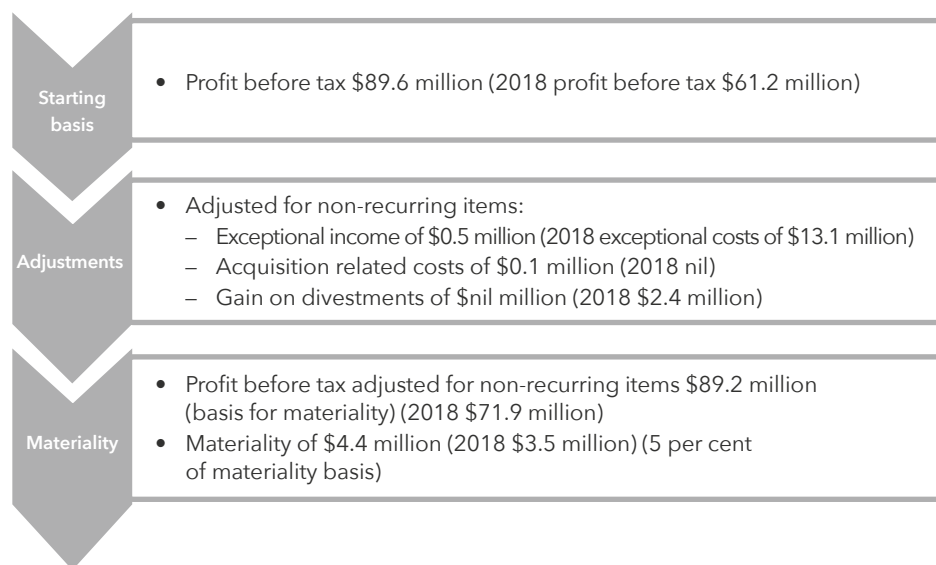 Starting
basis
• Profit before tax $89.6 million (2018 profit before tax $61.2 million)
Adjustments
• Adjusted for non-recurring items:
– Exceptional income of $0.5 million (2018 exceptional costs of $13.1 million)
– Acquisition related costs of $0.1 million (2018 nil)
– Gain on divestments of $nil million (2018 $2.4 million)
Materiality
• Profit before tax adjusted for non-recurring items $89.2 million
(basis for materiality) (2018 $71.9 million)
• Materiality of $4.4 million (2018 $3.5 million) (5 per cent
of materiality basis)